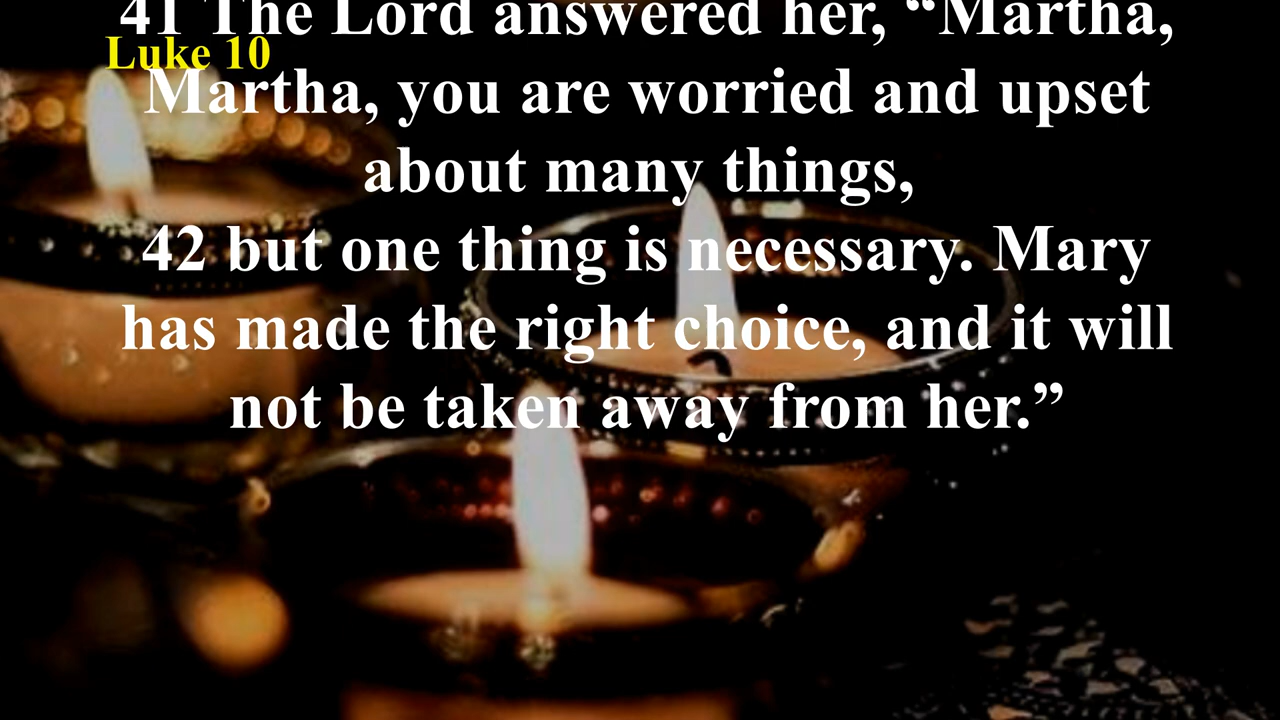 41 The Lord answered her, “Martha,
Luke 10
Martha, you are worried and upset
about many things,
42 but one thing is necessary. Mary
has made the right choice, and it will
not be taken away from her.”